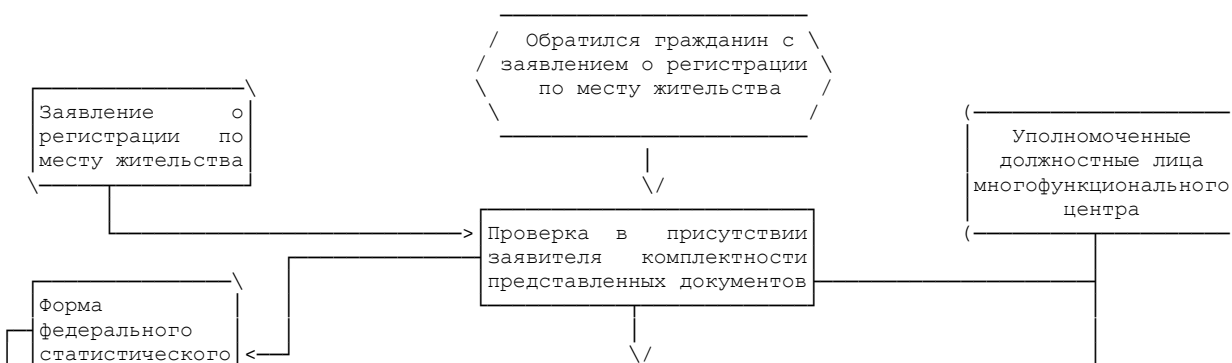 Обратился гражданин с
заявлением о регистрации
по месту жительства
Заявление о
регистрации по
месту жительства
Уполномоченные
должностные лица
многофункционального
центра
Проверка в присутствии
заявителя комплектности
представленных документов
Форма
федерального
статистического